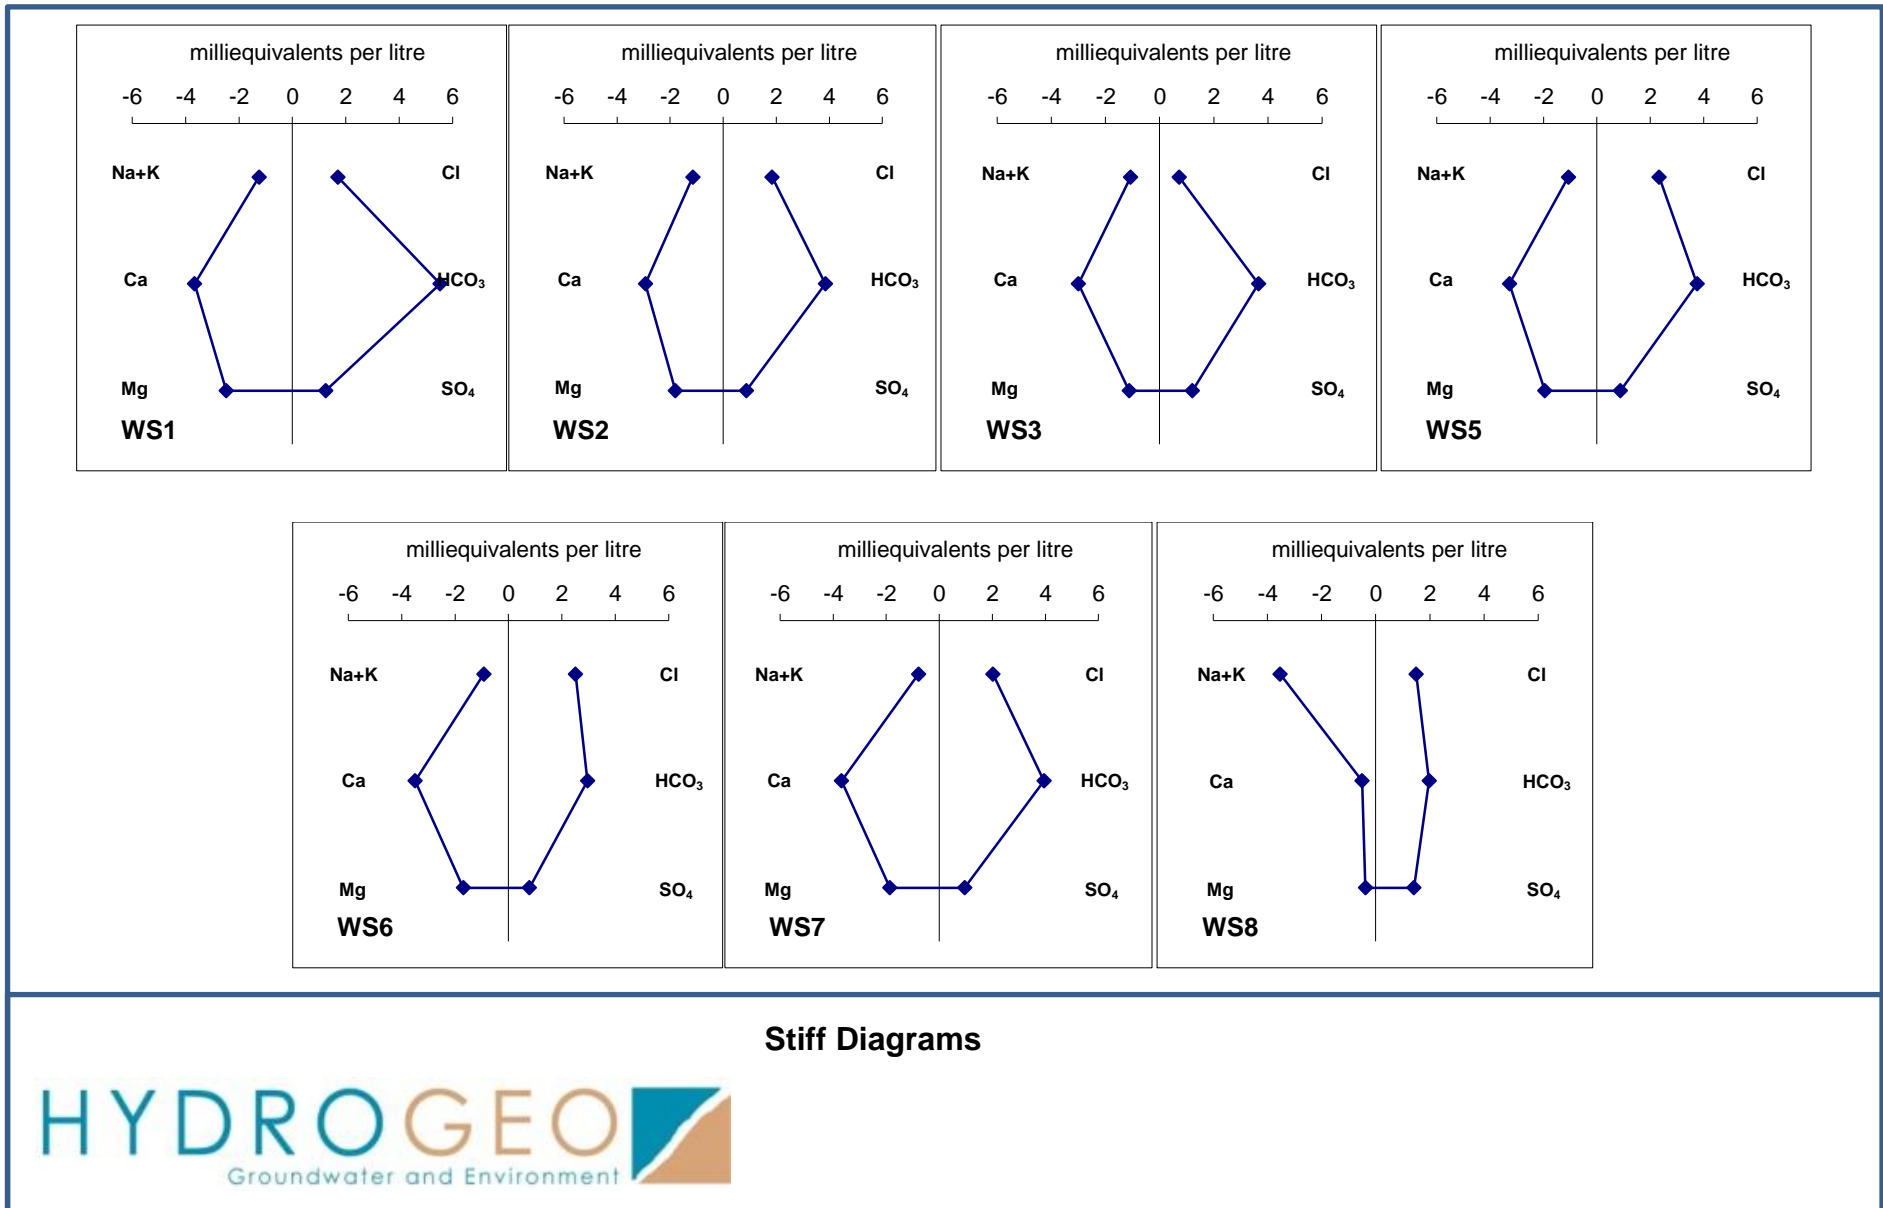 milliequivalents per litre milliequivalents per litre milliequivalents per litre milliequivalents per litre
-6 -4 -2 0 2 4 6 -6 -4 -2 0 2 4 6 -6 -4 -2 0 2 4 6 -6 -4 -2 0 2 4 6
Na+K Cl Na+K Cl Na+K Cl Na+K Cl
Ca HCO₃ Ca HCO₃ Ca HCO₃ Ca HCO₃
Mg SO₄ Mg SO₄ Mg SO₄ Mg SO₄
WS1 WS2 WS3 WS5
milliequivalents per litre milliequivalents per litre milliequivalents per litre
-6 -4 -2 0 2 4 6 -6 -4 -2 0 2 4 6 -6 -4 -2 0 2 4 6
Na+K Cl Na+K Cl Na+K Cl
Ca HCO₃ Ca HCO₃ Ca HCO₃
Mg SO₄ Mg SO₄ Mg SO₄
WS6 WS7 WS8
Stiff Diagrams
HYDROGEO
Groundwater and Environment